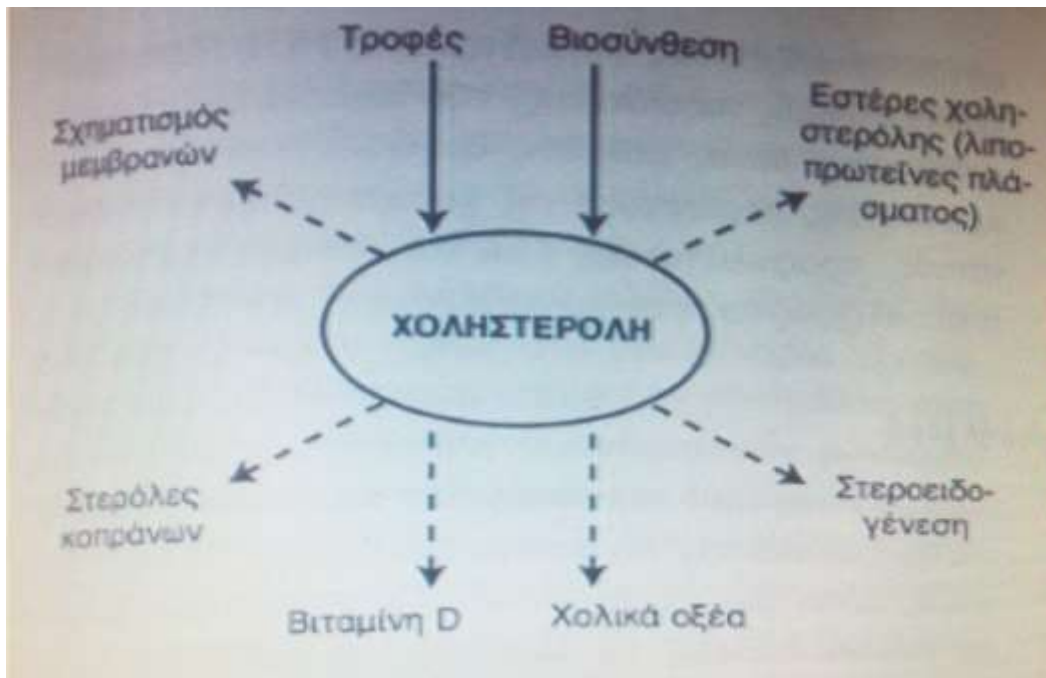 Τροφές
Βιοσύνθεση
Σχηματισμός
μεμβρανών
Εστέρες χολη-
στερόλης (λιπο-
πρωτεΐνες πλά-
σματος)
ΧΟΛΗΣΤΕΡΟΛΗ
Στερόλες
κοπράνων
Στεροειδο-
γένεση
Βιταμίνη D
Χολικά οξέα